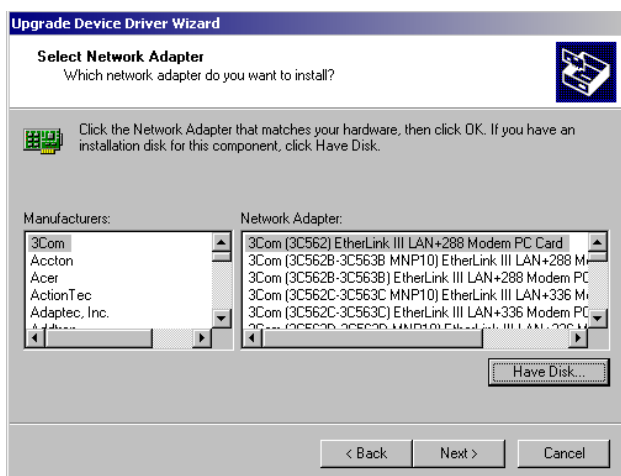 Upgrade Device Driver Wizard
Select Network Adapter
Which network adapter do you want to install?
Click the Network Adapter that matches your hardware, then click OK. If you have an
installation disk for this component, click Have Disk.
Manufacturers:
3Com
Accton
Acer
ActionTec
Adaptec, Inc.
Network Adapter:
3Com (3C562) EtherLink III LAN+288 Modem PC Card
3Com (3C562B-3C563B MNP10) EtherLink III LAN+288
3Com (3C562B-3C563B) EtherLink III LAN+288 Modem PC
3Com (3C562C-3C563C MNP10) EtherLink III LAN+336
3Com (3C562C-3C563C) EtherLink III LAN+336 Modem PC
Have Disk...
< Back
Next >
Cancel